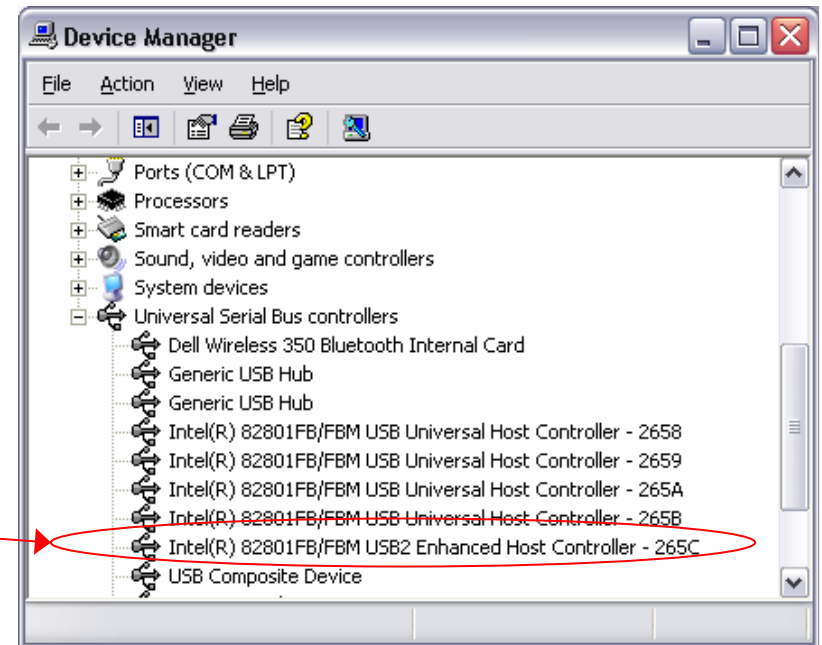 Device Manager
File Action View Help
Ports (COM & LPT)
Processors
Smart card readers
Sound, video and game controllers
System devices
Universal Serial Bus controllers
Dell Wireless 350 Bluetooth Internal Card
Generic USB Hub
Generic USB Hub
Intel(R) 82801FB/FBM USB Universal Host Controller - 2658
Intel(R) 82801FB/FBM USB Universal Host Controller - 2659
Intel(R) 82801FB/FBM USB Universal Host Controller - 265A
Intel(R) 82801FB/FBM USB Universal Host Controller - 265B
Intel(R) 82801FB/FBM USB2 Enhanced Host Controller - 265C
USB Composite Device